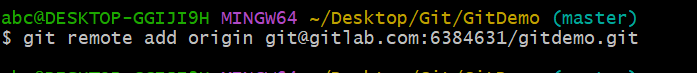 abc@DESKTOP-GGIJI9H MINGW64 ~/Desktop/Git/GitDemo (master)
$ git remote add origin git@gitlab.com:6384631/gitdemo.git